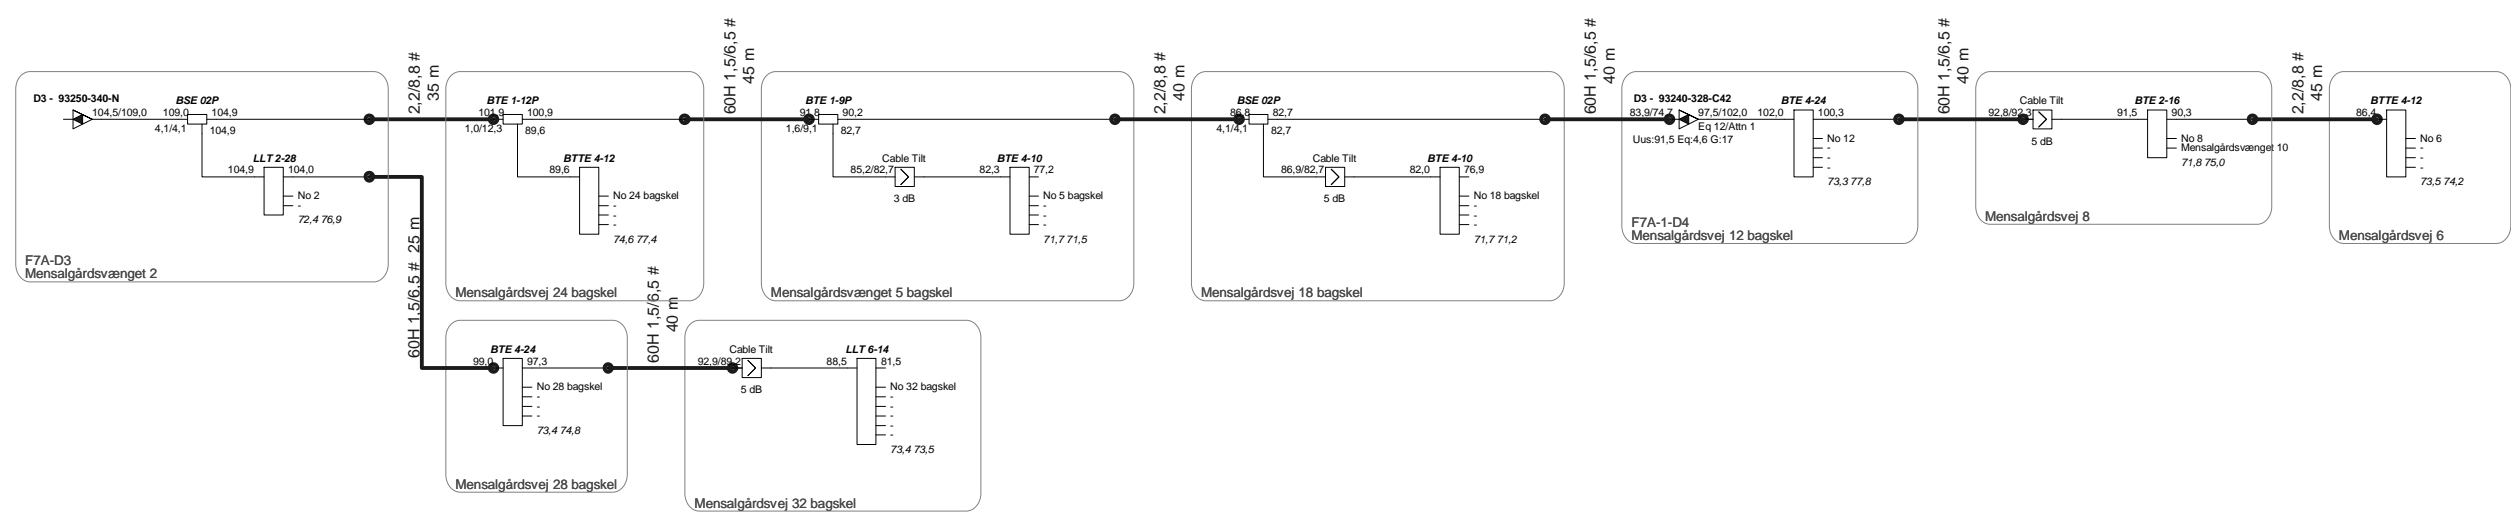 D3 - 93250-340-N
104,5/109,0
BSE 02P
109,0
104,9
4,1/4,1
104,9
LLT 2-28
104,9
104,0
No 2
-
72,4 76,9
F7A-D3
Mensalgårdsvænget 2
2,2/8,8 #
35 m
BTE 1-12P
101,9
100,9
1,0/12,3
89,6
BTTE 4-12
89,6
No 24 bagskel
-
-
-
74,6 77,4
Mensalgårdsvej 24 bagskel
60H 1,5/6,5 #
45 m
BTE 1-9P
91,8
90,2
1,6/9,1
82,7
Cable Tilt
85,2/82,7
3 dB
BTE 4-10
82,3
77,2
No 5 bagskel
-
-
-
71,7 71,5
Mensalgårdsvænget 5 bagskel
2,2/8,8 #
40 m
BSE 02P
86,8
82,7
4,1/4,1
82,7
Cable Tilt
86,9/82,7
5 dB
BTE 4-10
82,0
76,9
No 18 bagskel
-
-
-
71,7 71,2
Mensalgårdsvej 18 bagskel
60H 1,5/6,5 #
40 m
D3 - 93240-328-C42
83,9/74,7
97,5/102,0
Eq 12/Attn 1
Uus:91,5 Eq:4,6 G:17
BTE 4-24
102,0
100,3
No 12
-
-
-
73,3 77,8
F7A-1-D4
Mensalgårdsvej 12 bagskel
60H 1,5/6,5 #
40 m
Cable Tilt
92,8/92,3
5 dB
BTE 2-16
91,5
90,3
No 8
Mensalgårdsvænget 10
71,8 75,0
Mensalgårdsvej 8
2,2/8,8 #
45 m
BTTE 4-12
86,4
No 6
-
-
-
73,5 74,2
Mensalgårdsvej 6
60H 1,5/6,5 # 25 m
BTE 4-24
99,0
97,3
No 28 bagskel
-
-
-
73,4 74,8
Mensalgårdsvej 28 bagskel
60H 1,5/6,5 #
40 m
Cable Tilt
92,9/89,2
5 dB
LLT 6-14
88,5
81,5
No 32 bagskel
-
-
-
-
-
73,4 73,5
Mensalgårdsvej 32 bagskel